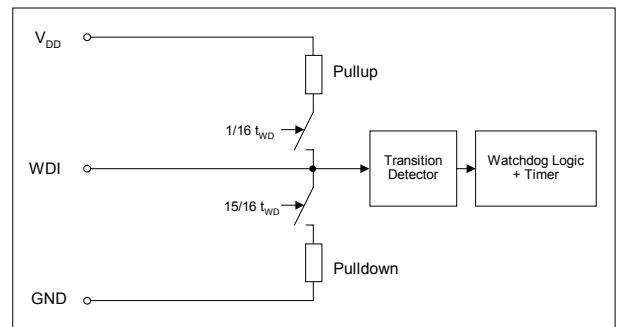 V_DD
Pullup
1/16 t_WD
WDI
Transition
Detector
Watchdog Logic
+ Timer
15/16 t_WD
Pulldown
GND